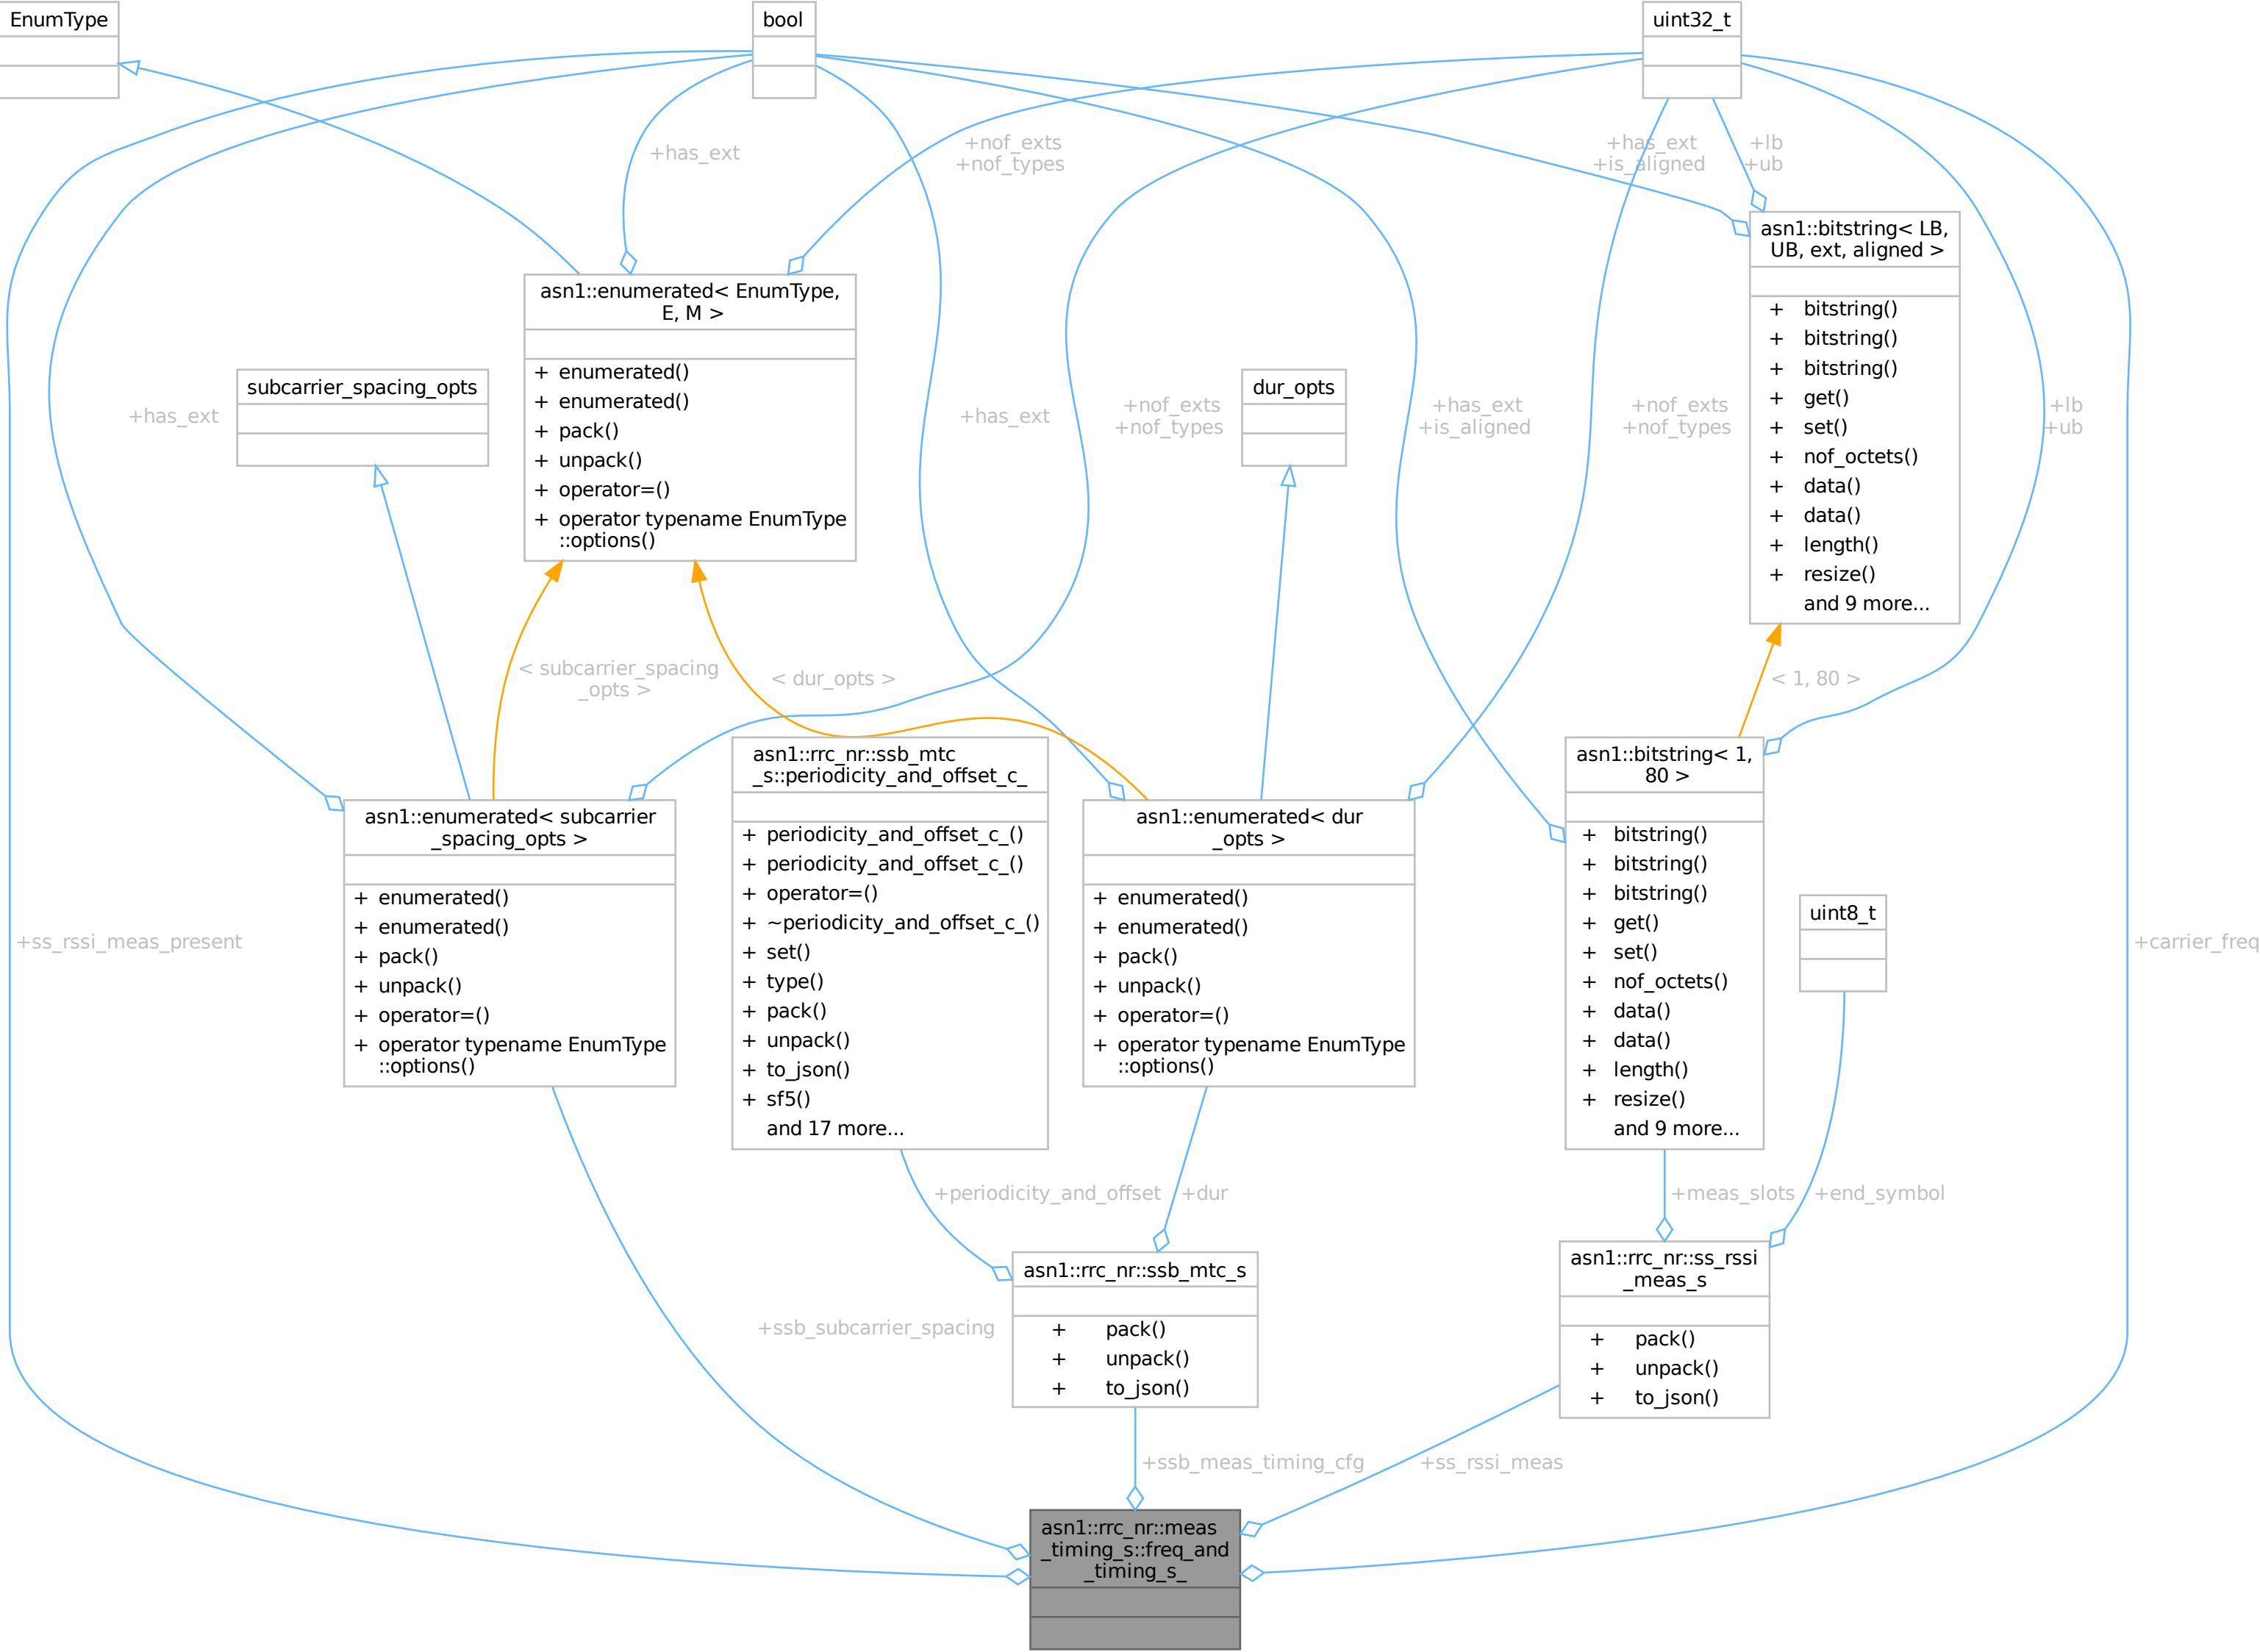 EnumType
bool
uint32_t
+has_ext
+nof_exts
+nof_types
+has_ext
+is_aligned
+lb
+ub
asn1::bitstring< LB,
UB, ext, aligned >
+ bitstring()
+ bitstring()
+ bitstring()
+ get()
+ set()
+ nof_octets()
+ data()
+ data()
+ length()
+ resize()
and 9 more...
asn1::enumerated< EnumType,
E, M >
+ enumerated()
+ enumerated()
+ pack()
+ unpack()
+ operator=()
+ operator typename EnumType
::options()
+has_ext
subcarrier_spacing_opts
+has_ext
+nof_exts
+nof_types
dur_opts
+has_ext
+is_aligned
+nof_exts
+nof_types
+lb
+ub
< subcarrier_spacing
_opts >
< dur_opts >
< 1, 80 >
asn1::enumerated< subcarrier
_spacing_opts >
+ enumerated()
+ enumerated()
+ pack()
+ unpack()
+ operator=()
+ operator typename EnumType
::options()
asn1::rrc_nr::ssb_mtc
_s::periodicity_and_offset_c_
+ periodicity_and_offset_c_()
+ periodicity_and_offset_c_()
+ operator=()
+ ~periodicity_and_offset_c_()
+ set()
+ type()
+ pack()
+ unpack()
+ to_json()
+ sf5()
and 17 more...
asn1::enumerated< dur
_opts >
+ enumerated()
+ enumerated()
+ pack()
+ unpack()
+ operator=()
+ operator typename EnumType
::options()
asn1::bitstring< 1,
80 >
+ bitstring()
+ bitstring()
+ bitstring()
+ get()
+ set()
+ nof_octets()
+ data()
+ data()
+ length()
+ resize()
and 9 more...
uint8_t
+ss_rssi_meas_present
+carrier_freq
+periodicity_and_offset
+dur
+meas_slots
+end_symbol
asn1::rrc_nr::ssb_mtc_s
+ pack()
+ unpack()
+ to_json()
asn1::rrc_nr::ss_rssi
_meas_s
+ pack()
+ unpack()
+ to_json()
+ssb_subcarrier_spacing
+ssb_meas_timing_cfg
+ss_rssi_meas
asn1::rrc_nr::meas
_timing_s::freq_and
_timing_s_